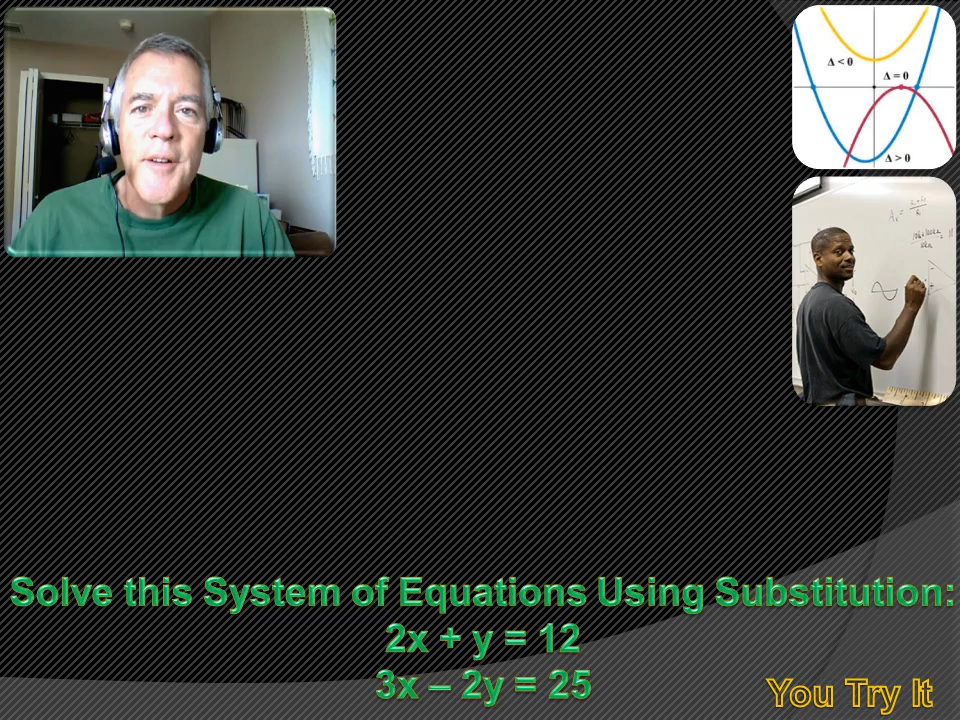 Δ < 0
Δ = 0
Δ > 0
Solve this System of Equations Using Substitution:
2x + y = 12
3x – 2y = 25
You Try It